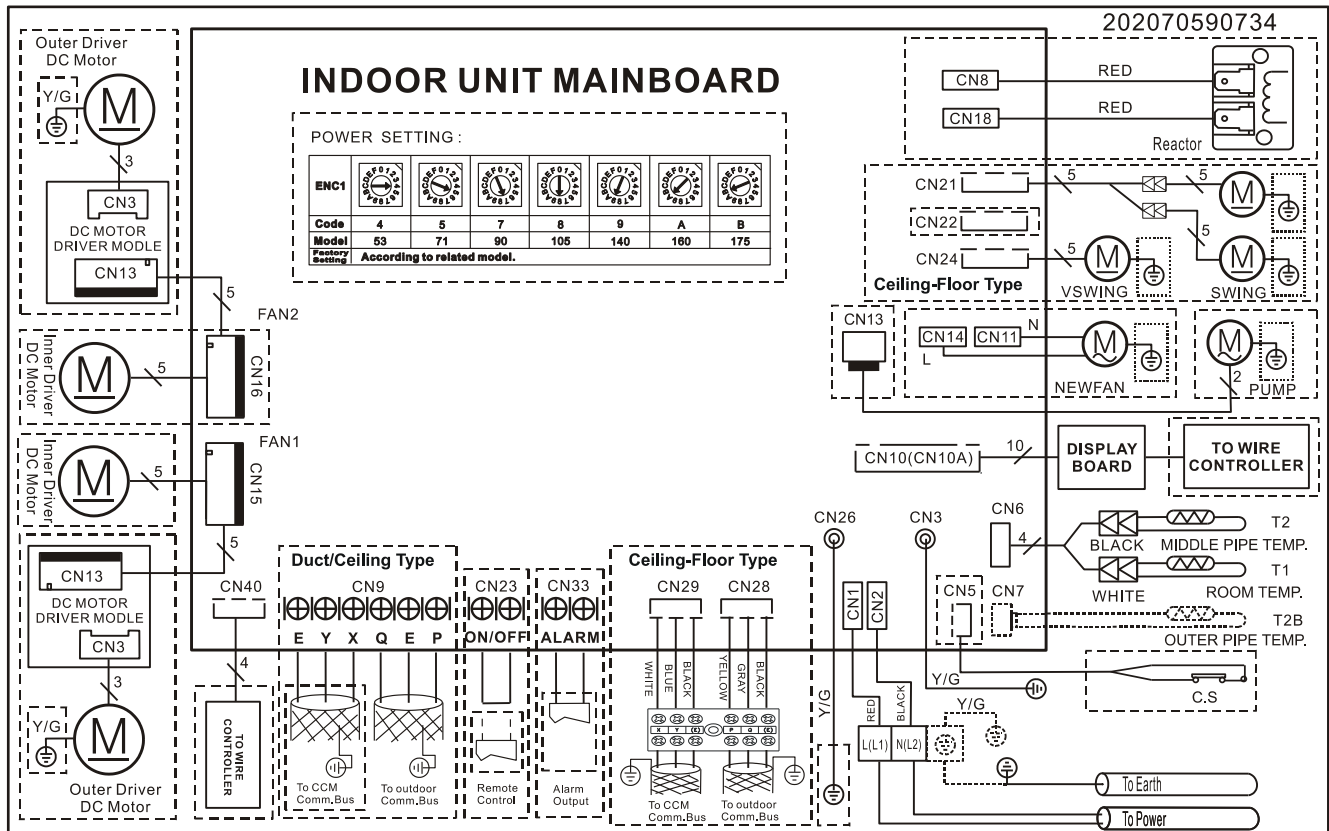 202070590734
Outer Driver
DC Motor
Y/G
M
3
CN3
DC MOTOR
DRIVER MODLE
CN13
5
FAN2
Inner Driver
DC Motor
M
5
CN16
FAN1
Inner Driver
DC Motor
M
5
CN15
5
CN13
DC MOTOR
DRIVER MODLE
CN3
3
Y/G
M
Outer Driver
DC Motor
INDOOR UNIT MAINBOARD
POWER SETTING :
ENC1
Code 4 5 7 8 9 A B
Model 53 71 90 105 140 160 175
Factory Setting According to related model.
CN8 RED
CN18 RED
Reactor
CN21 5 5 M
CN22
5
CN24 5 M M
Ceiling-Floor Type VSWING SWING
CN13
CN14 CN11 N
L
M
NEWFAN
M
2
PUMP
CN10(CN10A) 10
DISPLAY
BOARD
TO WIRE
CONTROLLER
CN6
4
T2
BLACK MIDDLE PIPE TEMP.
T1
WHITE ROOM TEMP.
CN5 CN7
T2B
OUTER PIPE TEMP.
C.S
CN26
Y/G
CN3
Y/G
CN1 CN2
RED BLACK
Y/G
L(L1) N(L2)
To Earth
To Power
CN40
4
TO WIRE
CONTROLLER
Duct/Ceiling Type
CN9
E Y X Q E P
To CCM
Comm.Bus
To outdoor
Comm.Bus
CN23
ON/OFF
Remote
Control
CN33
ALARM
Alarm
Output
Ceiling-Floor Type
CN29 CN28
WHITE BLUE BLACK YELLOW GRAY BLACK
X Y E P Q E
To CCM
Comm.Bus
To outdoor
Comm.Bus